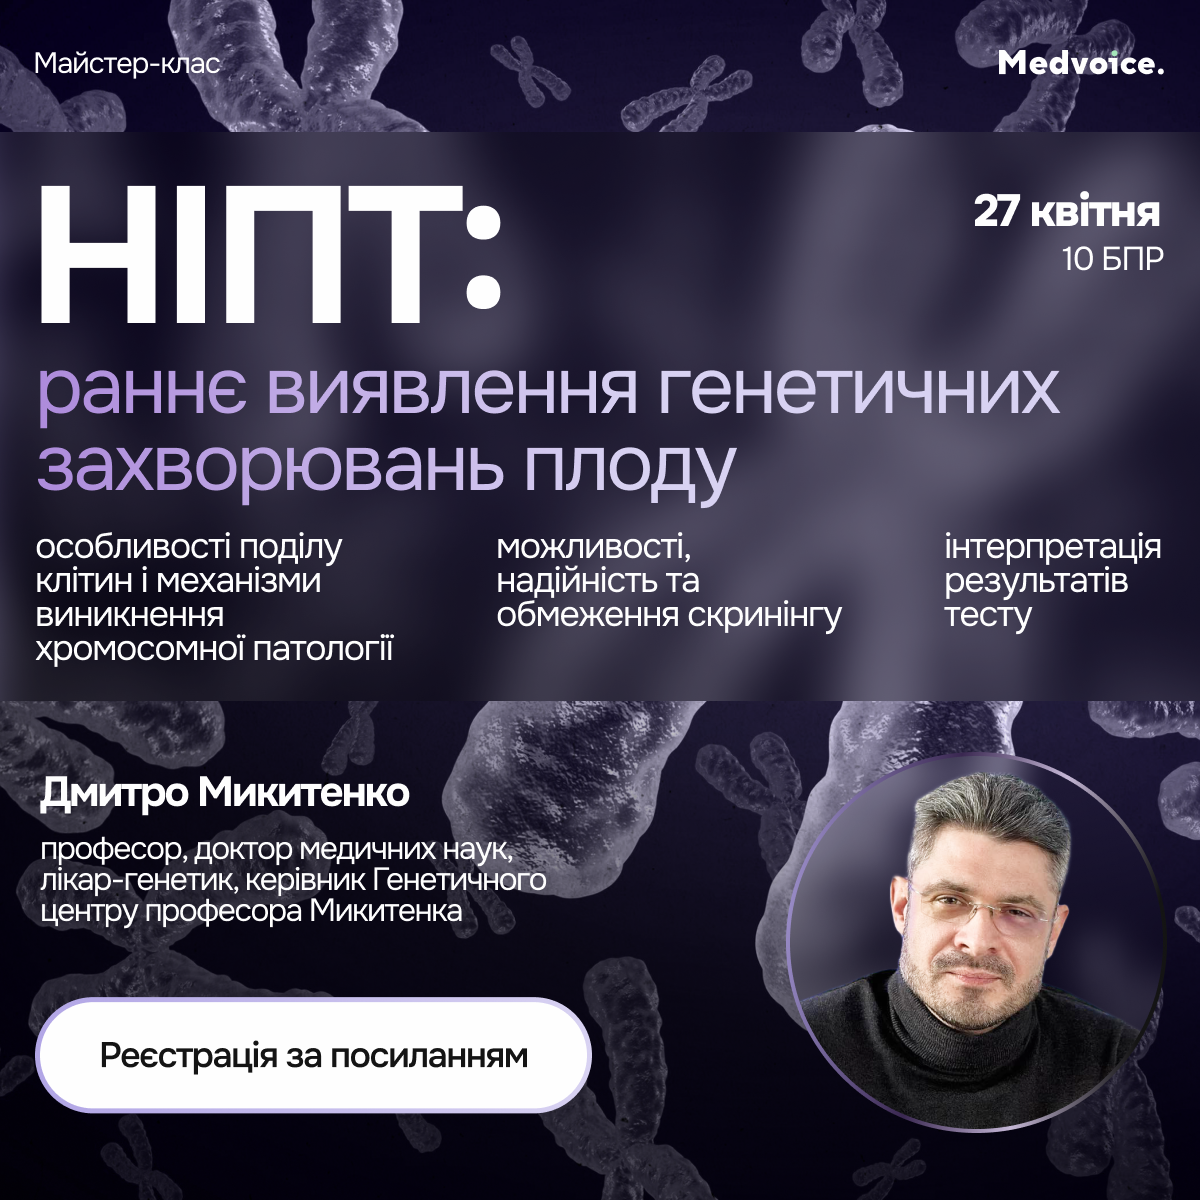 Майстер-клас
Medvoice.
НІПТ:
27 квітня
10 БПР
раннє виявлення генетичних
захворювань плоду
особливості поділу
клітин і механізми
виникнення
хромосомної патології
можливості,
надійність та
обмеження скринінгу
інтерпретація
результатів
тесту
Дмитро Микитенко
професор, доктор медичних наук,
лікар-генетик, керівник Генетичного
центру професора Микитенка
Реєстрація за посиланням